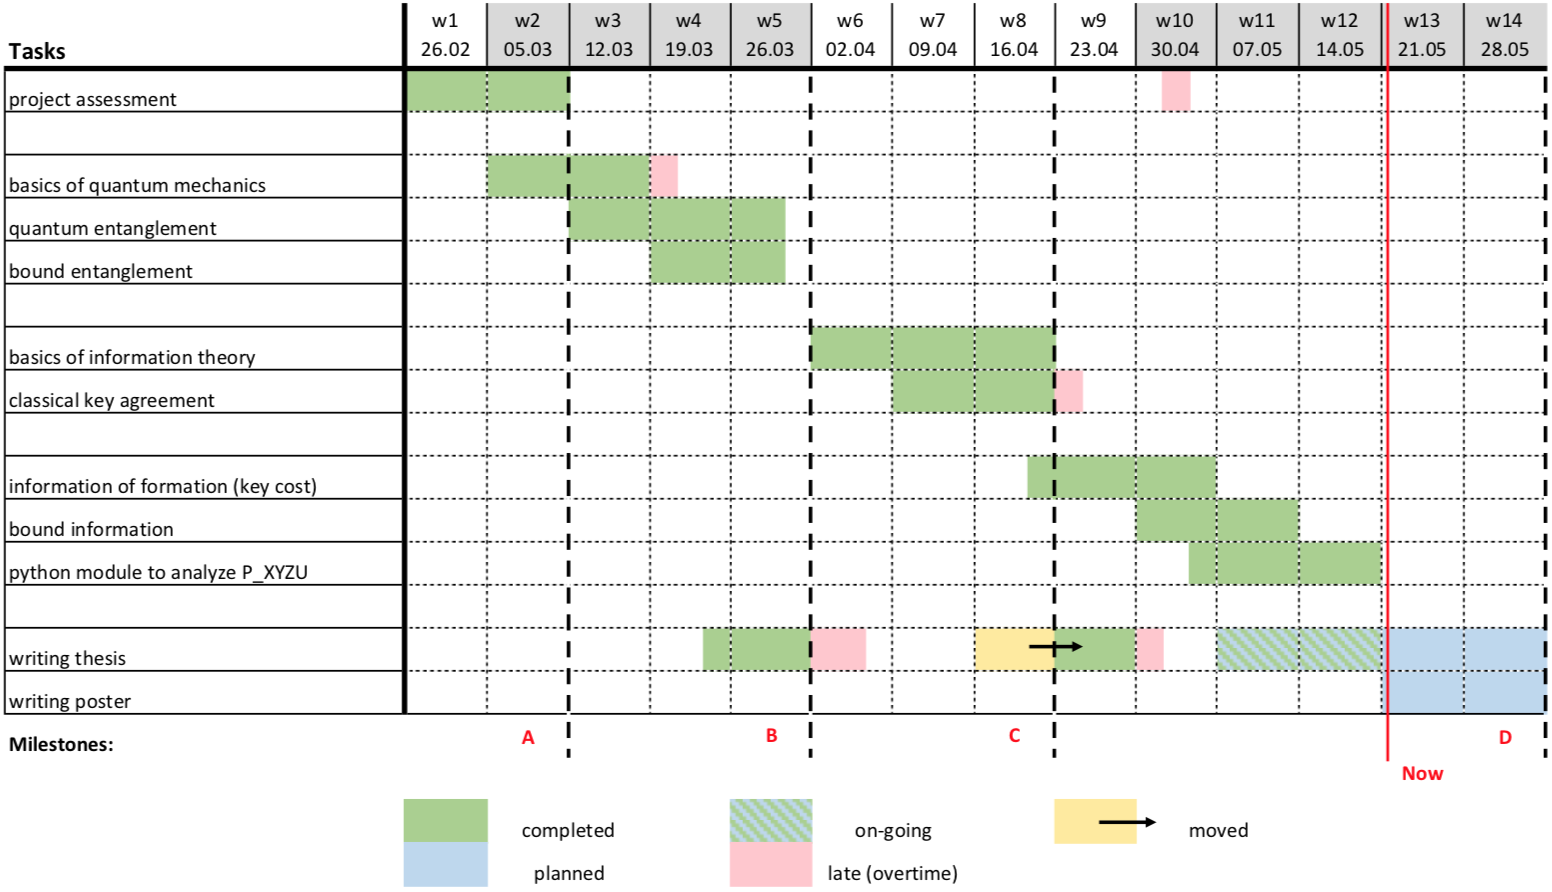 w1 w2 w3 w4 w5 w6 w7 w8 w9 w10 w11 w12 w13 w14
Tasks 26.02 05.03 12.03 19.03 26.03 02.04 09.04 16.04 23.04 30.04 07.05 14.05 21.05 28.05
project assessment
basics of quantum mechanics
quantum entanglement
bound entanglement
basics of information theory
classical key agreement
information of formation (key cost)
bound information
python module to analyze P_XYZU
writing thesis
writing poster
Milestones: A B C D
Now
completed on-going moved
planned late (overtime)